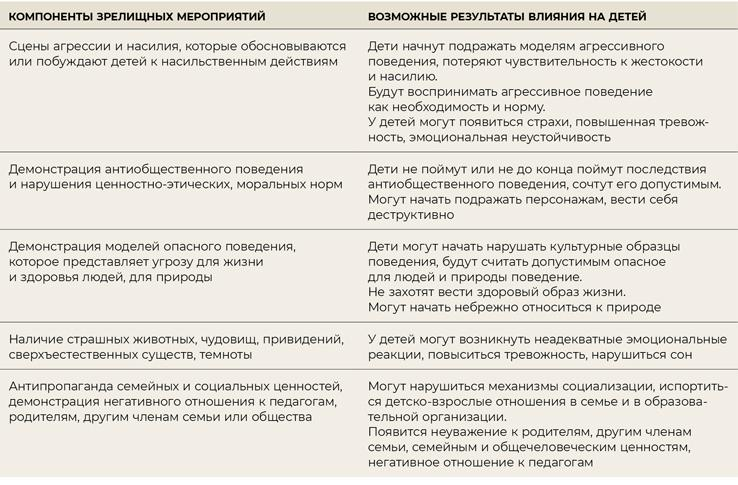 КОМПОНЕНТЫ ЗРЕЛИЩНЫХ МЕРОПРИЯТИЙ
ВОЗМОЖНЫЕ РЕЗУЛЬТАТЫ ВЛИЯНИЯ НА ДЕТЕЙ
Сцены агрессии и насилия, которые обосновываются
или побуждают детей к насильственным действиям
Дети начнут подражать моделям агрессивного
поведения, потеряют чувствительность к жестокости
и насилию.
Будут воспринимать агрессивное поведение
как необходимость и норму.
У детей могут появиться страхи, повышенная тревож-
ность, эмоциональная неустойчивость
Демонстрация антиобщественного поведения
и нарушения ценностно-этических, моральных норм
Дети не поймут или не до конца поймут последствия
антиобщественного поведения, сочтут его допустимым.
Могут начать подражать персонажам, вести себя
деструктивно
Демонстрация моделей опасного поведения,
которое представляет угрозу для жизни
и здоровья людей, для природы
Дети могут начать нарушать культурные образцы
поведения, будут считать допустимым опасное
для людей и природы поведение.
Не захотят вести здоровый образ жизни.
Могут начать небрежно относиться к природе
Наличие страшных животных, чудовищ, привидений,
сверхъестественных существ, темноты
У детей могут возникнуть неадекватные эмоциональные
реакции, повыситься тревожность, нарушиться сон
Антипропаганда семейных и социальных ценностей,
демонстрация негативного отношения к педагогам,
родителям, другим членам семьи или общества
Могут нарушиться механизмы социализации, испортить-
ся детско-взрослые отношения в семье и в образова-
тельной организации.
Появится неуважение к родителям, другим членам
семьи, семейным и общечеловеческим ценностям,
негативное отношение к педагогам